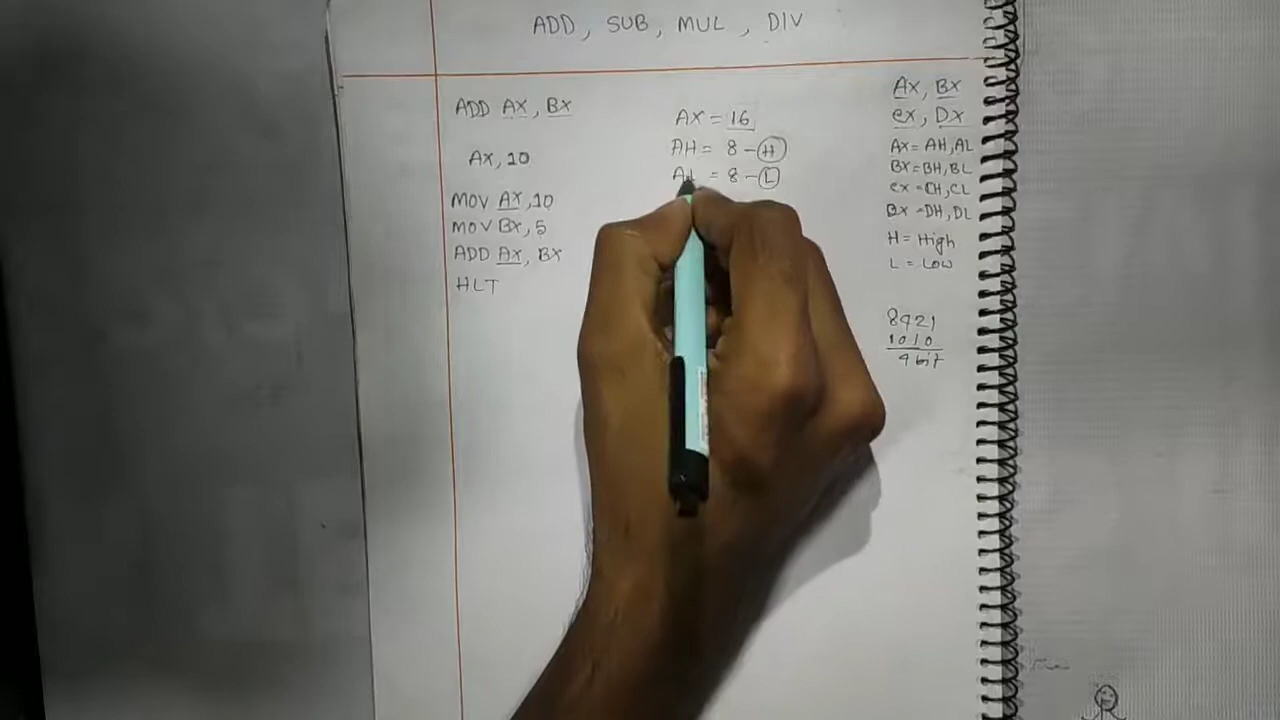 ADD, SUB, MUL, DIV
ADD AX, BX
AX, 10
MOV AX, 10
MOV BX, 5
ADD AX, BX
HLT
AX = 16
AH = 8 - H
AL = 8 - L
AX, BX
CX, DX
AX = AH, AL
BX = BH, BL
CX = CH, CL
BX = DH, DL
H = High
L = Low
8421
1010
4 bit